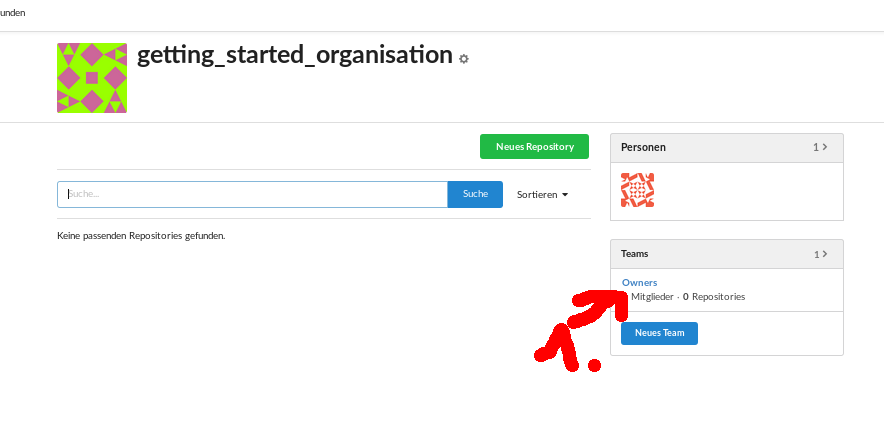 unden
getting_started_organisation
Neues Repository
Personen 1
Suche... Suche Sortieren
Keine passenden Repositories gefunden.
Teams 1
Owners
Mitglieder · 0 Repositories
Neues Team
1.